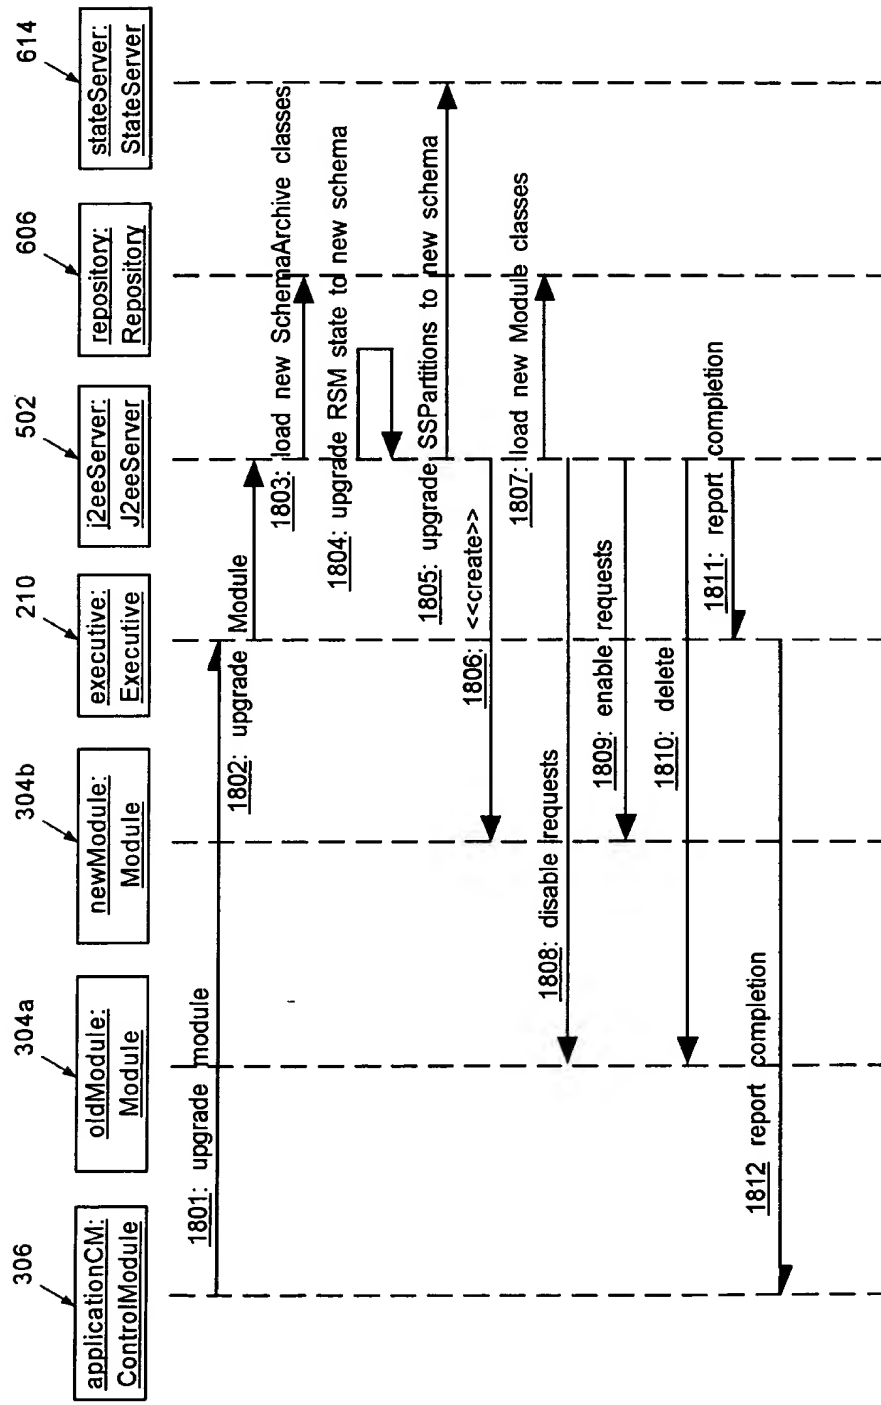 306
304a
304b
210
502
606
614
applicationCM:
ControlModule
oldModule:
Module
newModule:
Module
executive:
Executive
j2eeServer:
J2eeServer
repository:
Repository
stateServer:
StateServer
1801: upgrade module
1802: upgrade Module
1803: load new SchemaArchive classes
1804: upgrade RSM state to new schema
1805: upgrade SSPartitions to new schema
1806: <<create>>
1807: load new Module classes
1808: disable requests
1809: enable requests
1810: delete
1811: report completion
1812 report completion